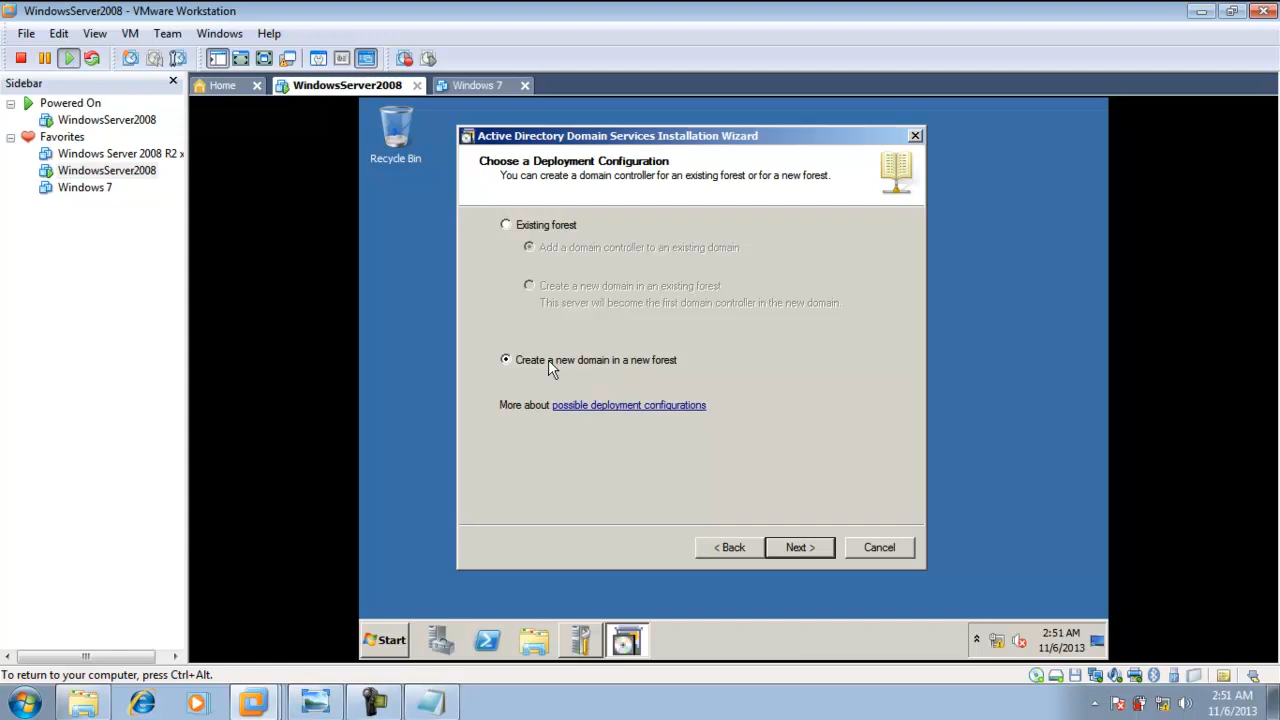 WindowsServer2008 - VMware Workstation
File Edit View VM Team Windows Help
Sidebar
Home WindowsServer2008 Windows 7
Powered On
WindowsServer2008
Favorites
Windows Server 2008 R2 x
WindowsServer2008
Windows 7
Recycle Bin
Active Directory Domain Services Installation Wizard
Choose a Deployment Configuration
You can create a domain controller for an existing forest or for a new forest.
Existing forest
Add a domain controller to an existing domain
Create a new domain in an existing forest
This server will become the first domain controller in the new domain.
Create a new domain in a new forest
More about possible deployment configurations
< Back Next > Cancel
Start
2:51 AM
11/6/2013
To return to your computer, press Ctrl+Alt.
2:51 AM
11/6/2013